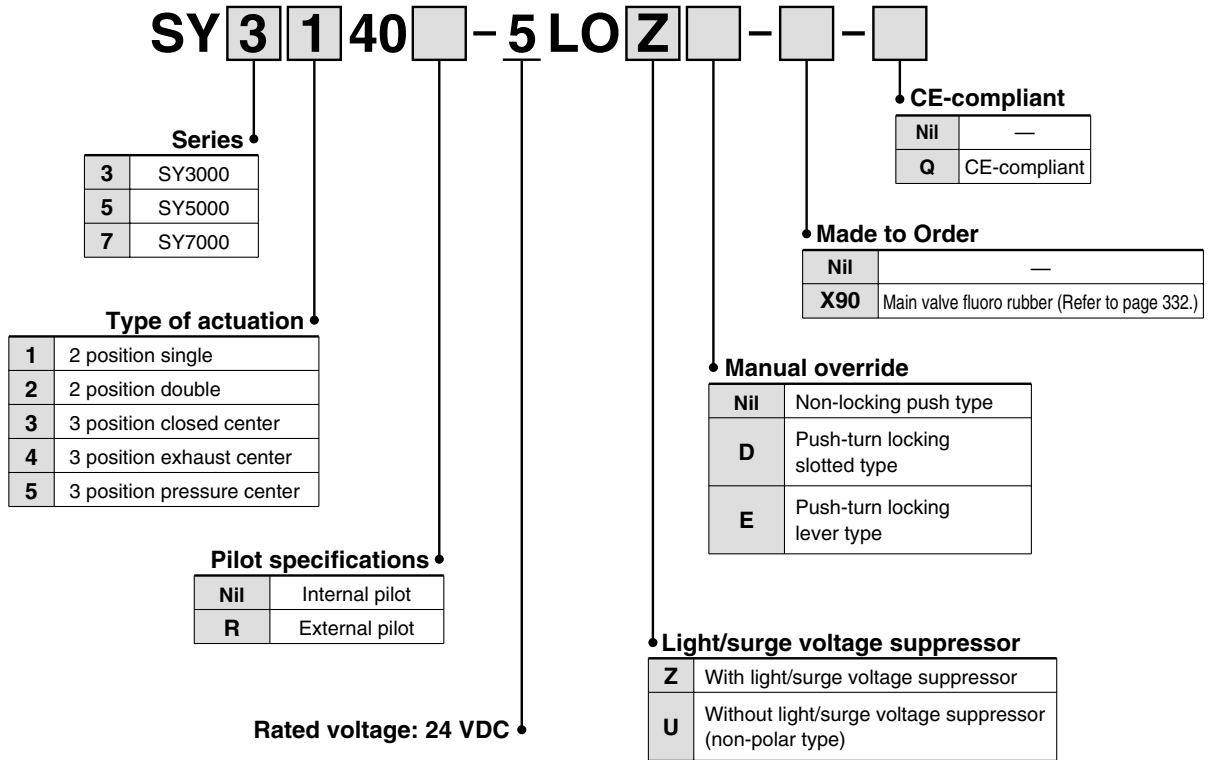 SY 3 1 40 – 5 LO Z – –
Series
3 SY3000
5 SY5000
7 SY7000
Type of actuation
1 2 position single
2 2 position double
3 3 position closed center
4 3 position exhaust center
5 3 position pressure center
Pilot specifications
Nil Internal pilot
R External pilot
Rated voltage: 24 VDC
CE-compliant
Nil —
Q CE-compliant
Made to Order
Nil —
X90 Main valve fluoro rubber (Refer to page 332.)
Manual override
Nil Non-locking push type
D Push-turn locking
slotted type
E Push-turn locking
lever type
Light/surge voltage suppressor
Z With light/surge voltage suppressor
U Without light/surge voltage suppressor
(non-polar type)